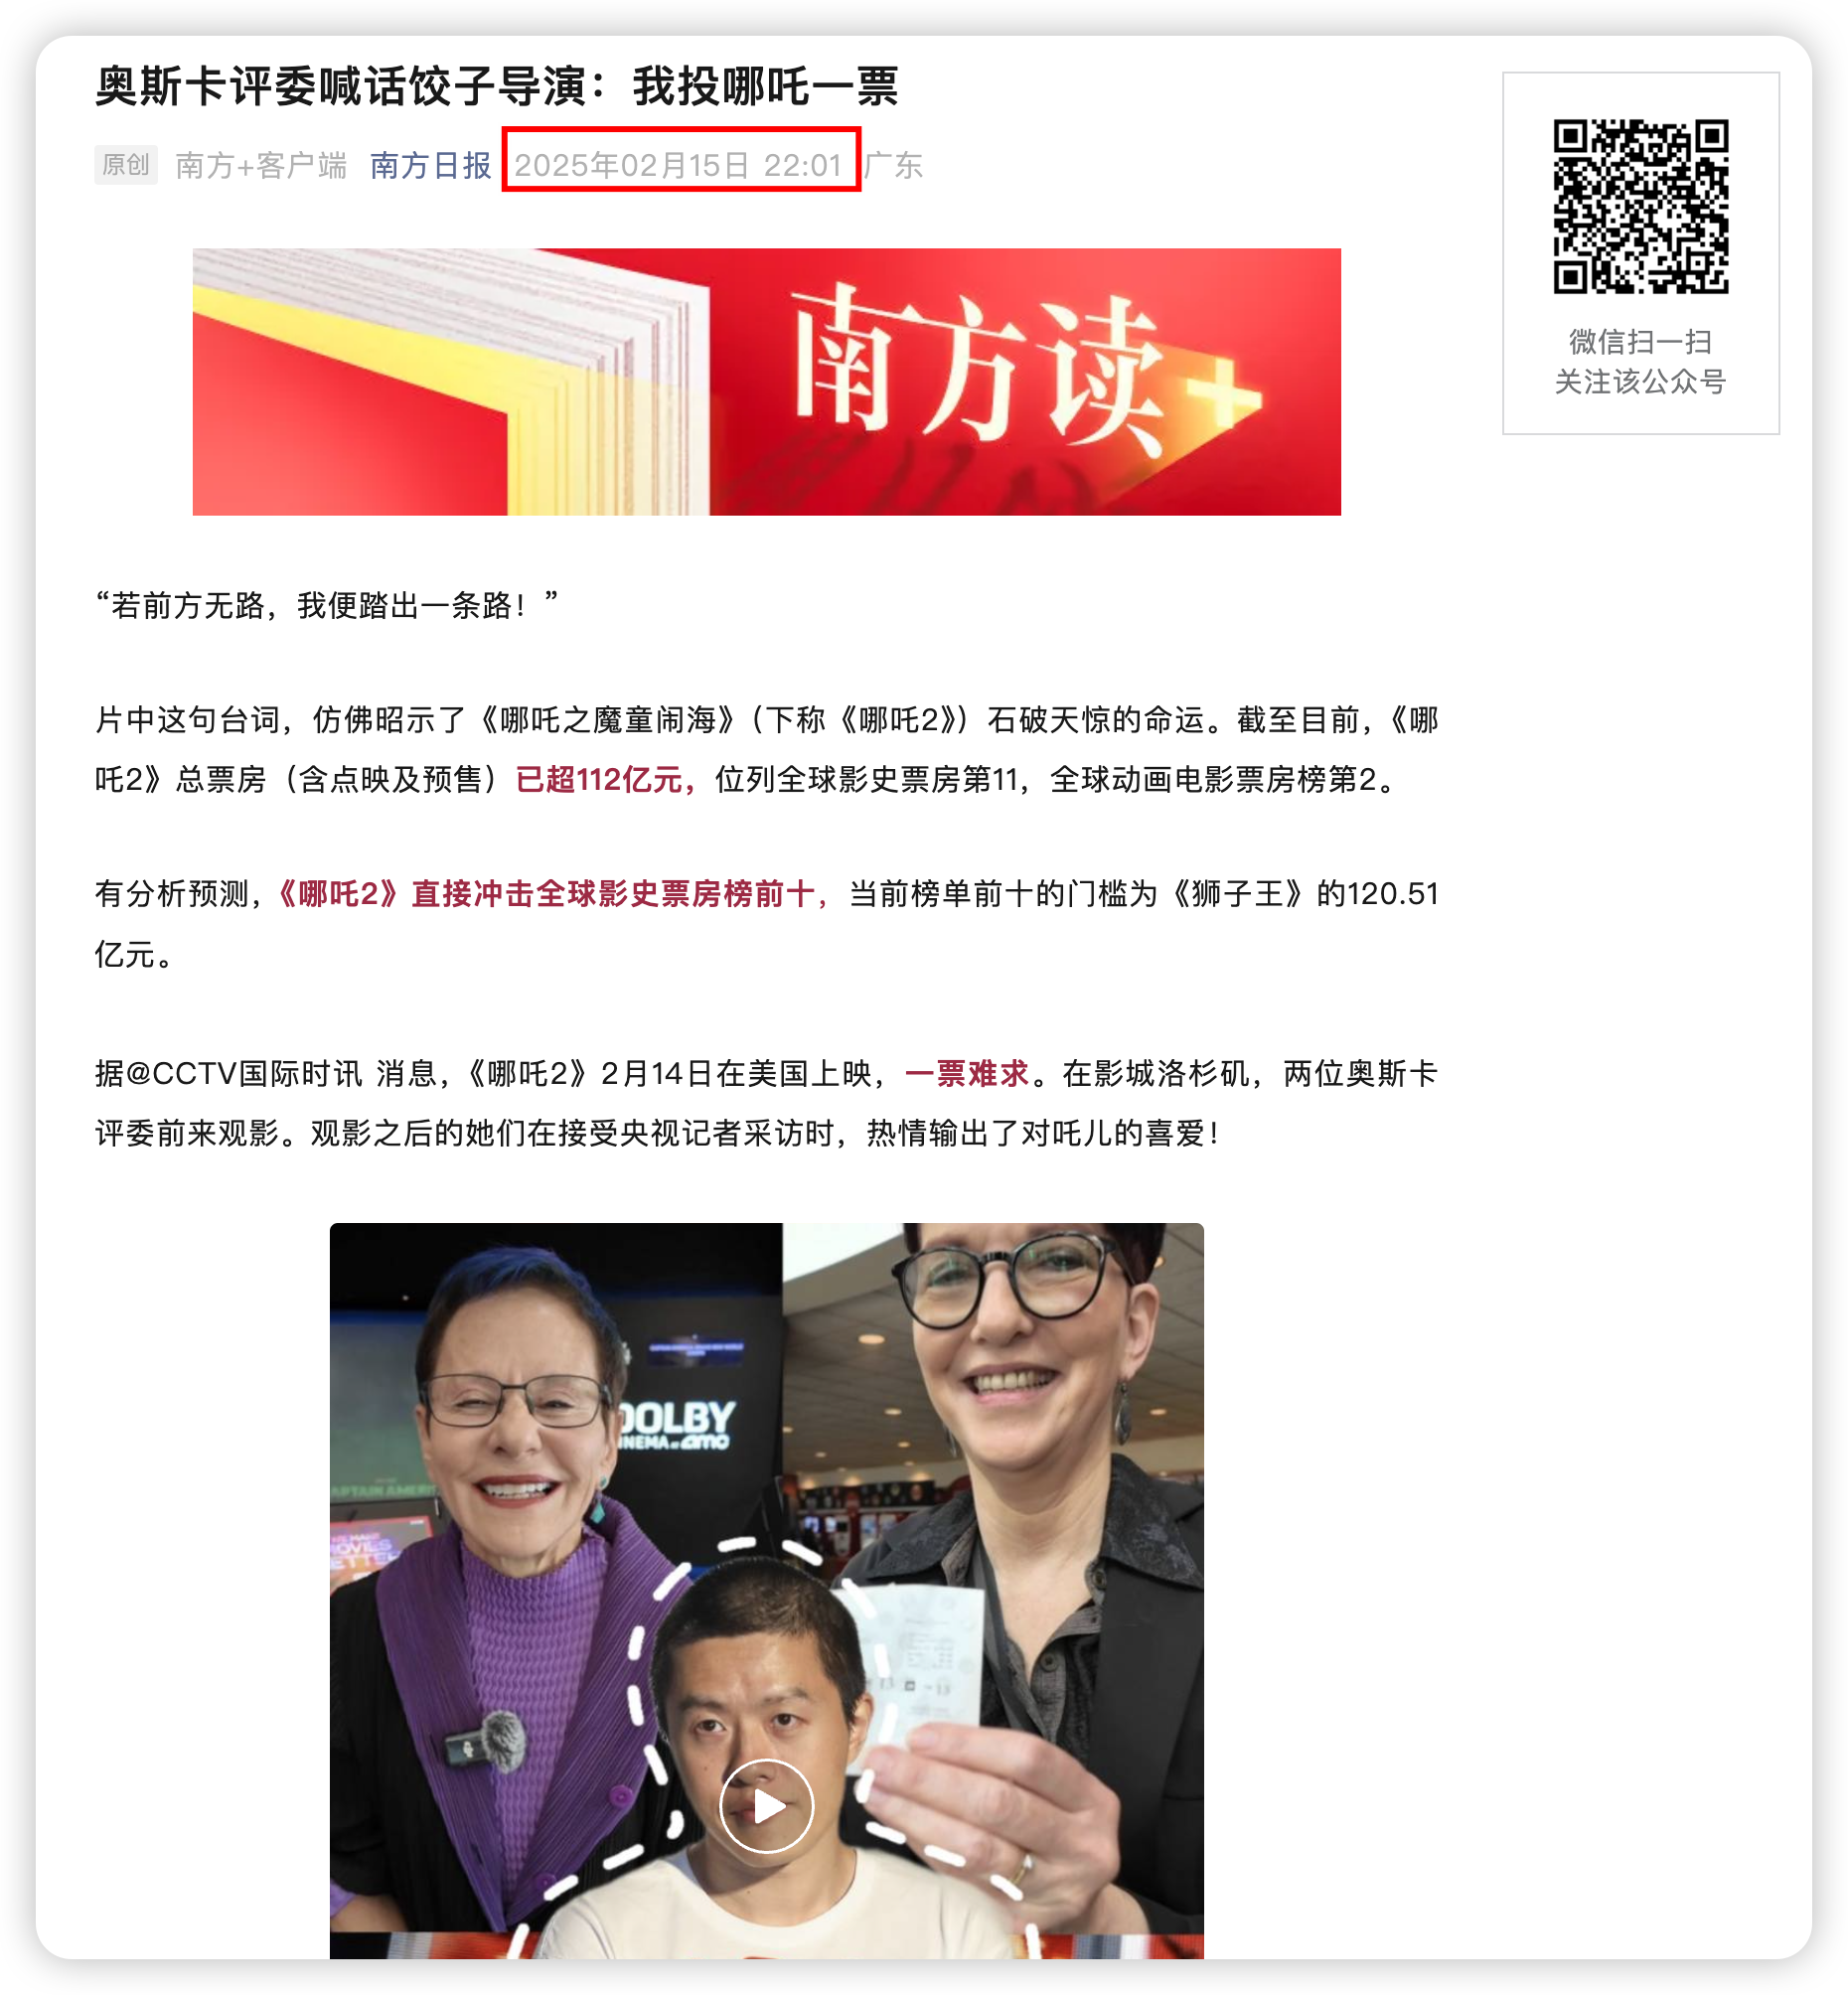 奥斯卡评委喊话饺子导演：我投哪吒一票
原创 南方+客户端 南方日报 2025年02月15日 22:01 广东
南方读+
微信扫一扫
关注该公众号
“若前方无路，我便踏出一条路！”
片中这句台词，仿佛昭示了《哪吒之魔童闹海》（下称《哪吒2》）石破天惊的命运。截至目前，《哪
吒2》总票房（含点映及预售）已超112亿元，位列全球影史票房第11，全球动画电影票房榜第2。
有分析预测，《哪吒2》直接冲击全球影史票房榜前十，当前榜单前十的门槛为《狮子王》的120.51
亿元。
据@CCTV国际时讯 消息，《哪吒2》2月14日在美国上映，一票难求。在影城洛杉矶，两位奥斯卡
评委前来观影。观影之后的她们在接受央视记者采访时，热情输出了对吒儿的喜爱！
DOLBY
CINEMA at amc